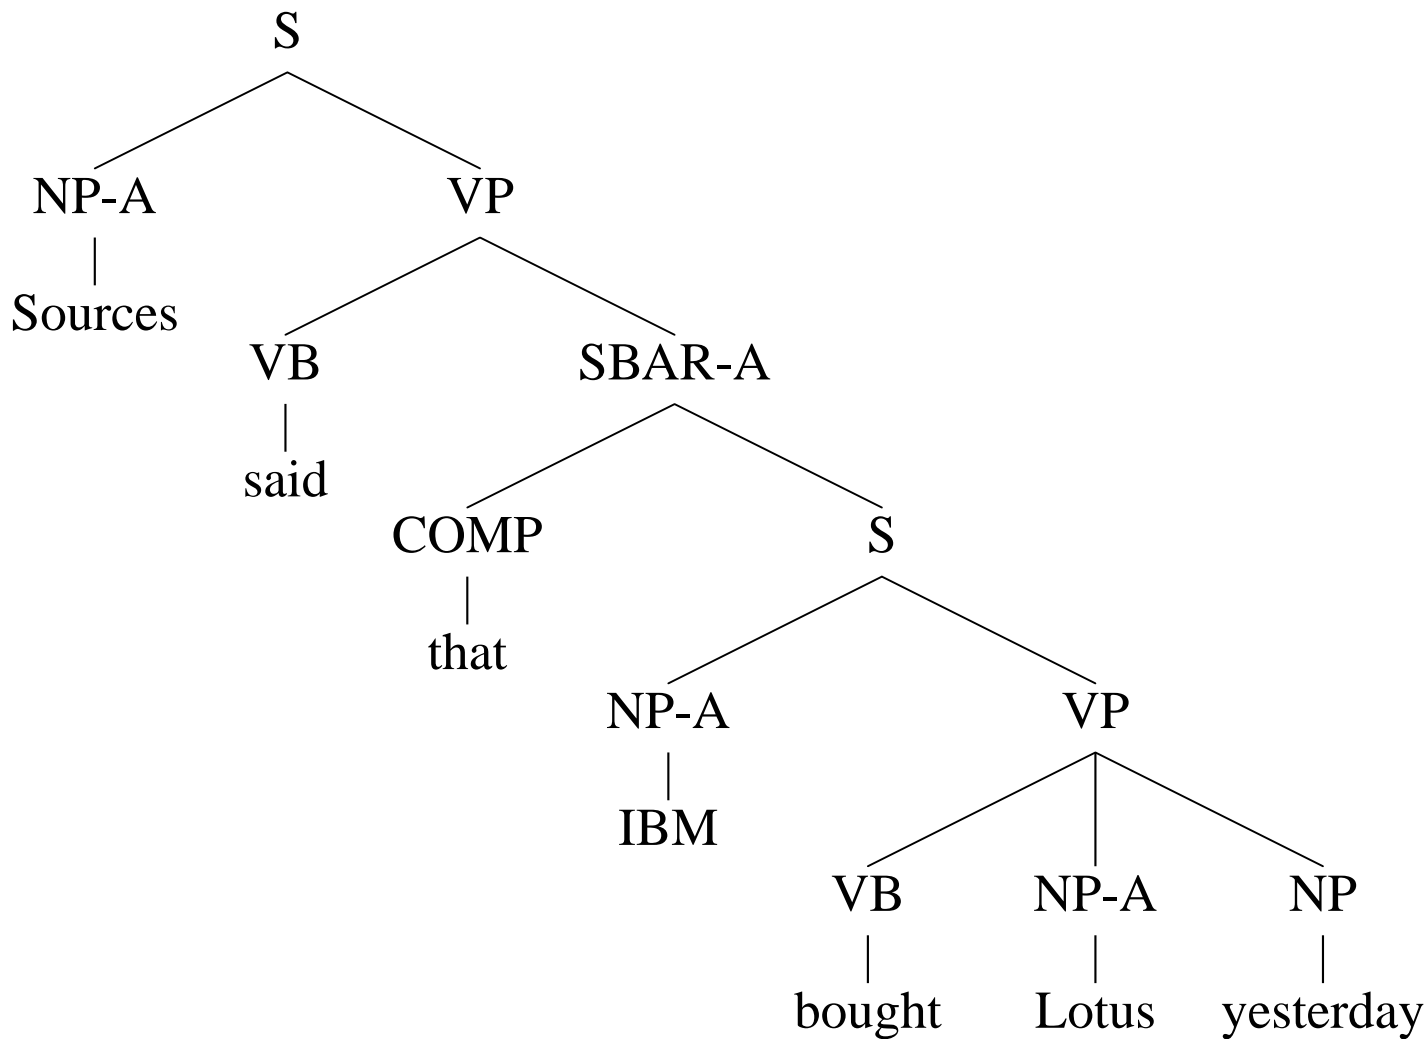 S
NP-A VP
Sources
VB SBAR-A
said
COMP S
that
NP-A VP
IBM
VB NP-A NP
bought Lotus yesterday